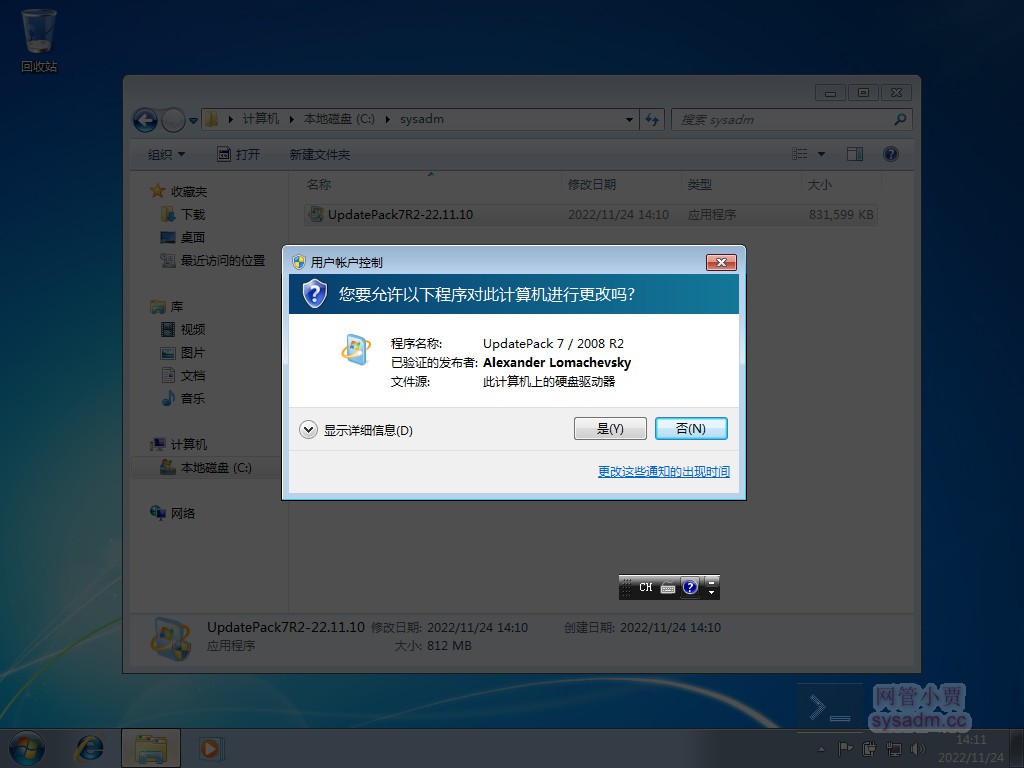 回收站
计算机 本地磁盘 (C:) sysadm
搜索 sysadm
组织 打开 新建文件夹
名称 修改日期 类型 大小
收藏夹
下载
桌面
最近访问的位置
库
视频
图片
文档
音乐
计算机
本地磁盘 (C:)
网络
UpdatePack7R2-22.11.10 2022/11/24 14:10 应用程序 831,599 KB
用户帐户控制
您要允许以下程序对此计算机进行更改吗?
程序名称: UpdatePack 7 / 2008 R2
已验证的发布者: Alexander Lomachevsky
文件源: 此计算机上的硬盘驱动器
显示详细信息(D) 是(Y) 否(N)
更改这些通知的出现时间
CH
UpdatePack7R2-22.11.10 修改日期: 2022/11/24 14:10 创建日期: 2022/11/24 14:10
应用程序 大小: 812 MB
网管小贾
sysadm.cc
14:11
2022/11/24